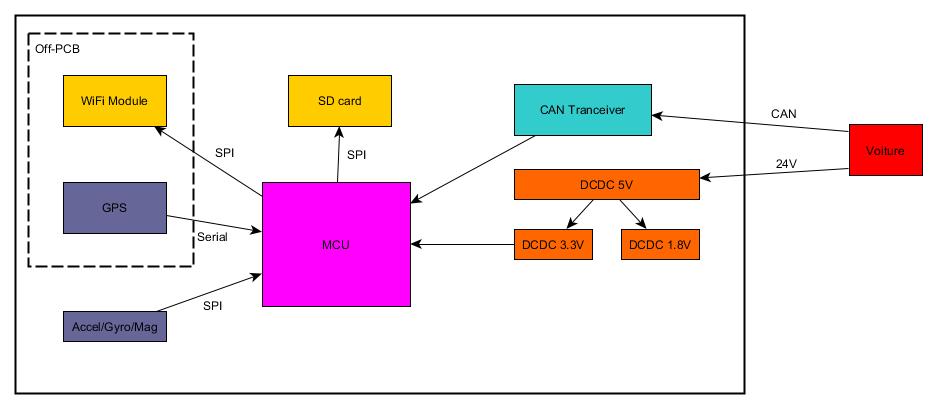 Off-PCB
WiFi Module
SD card
CAN Tranceiver
CAN
Voiture
SPI
SPI
24V
DCDC 5V
GPS
Serial
MCU
DCDC 3.3V
DCDC 1.8V
SPI
Accel/Gyro/Mag